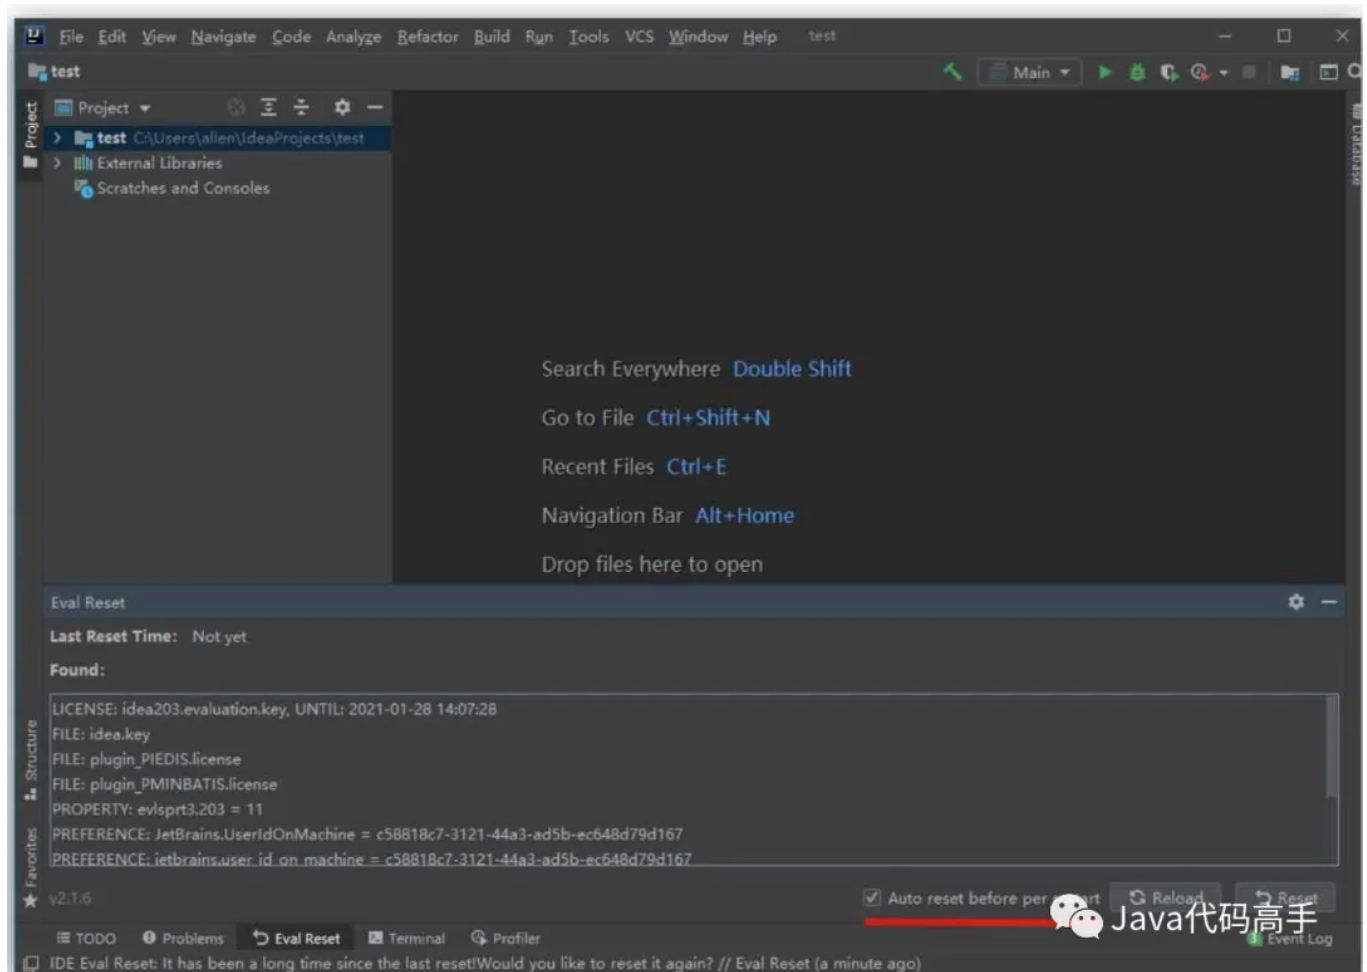 File Edit View Navigate Code Analyze Refactor Build Run Tools VCS Window Help test
test
Main
Project
Project
test C:\Users\allen\IdeaProjects\test
External Libraries
Scratches and Consoles
Database
Search Everywhere Double Shift
Go to File Ctrl+Shift+N
Recent Files Ctrl+E
Navigation Bar Alt+Home
Drop files here to open
Eval Reset
Last Reset Time: Not yet
Found:
LICENSE: idea203.evaluation.key, UNTIL: 2021-01-28 14:07:28
FILE: idea.key
FILE: plugin_PIEDIS.license
FILE: plugin_PMINBATIS.license
PROPERTY: evlsprt3.203 = 11
PREFERENCE: JetBrains.UserIdOnMachine = c58818c7-3121-44a3-ad5b-ec648d79d167
PREFERENCE: jetbrains.user_id_on_machine = c58818c7-3121-44a3-ad5b-ec648d79d167
Structure
Favorites
v2.1.6
Auto reset before per Reload Reset
Java代码高手
TODO Problems Eval Reset Terminal Profiler
3 Event Log
IDE Eval Reset: It has been a long time since the last reset!Would you like to reset it again? // Eval Reset (a minute ago)